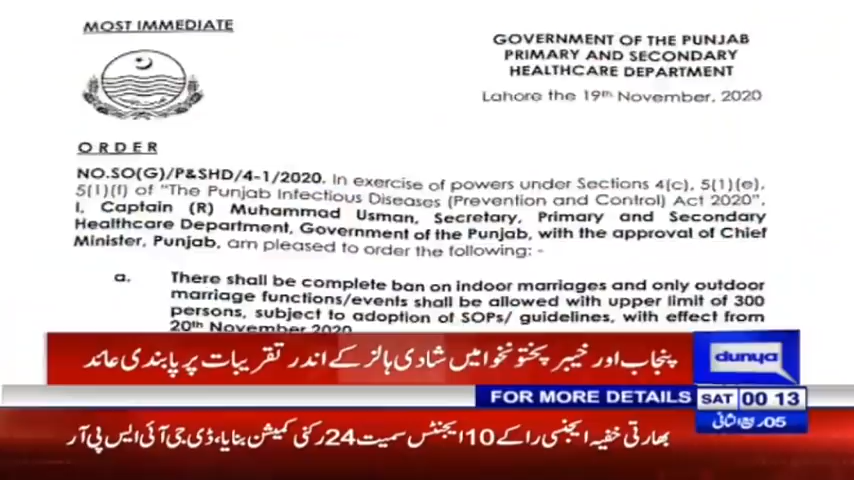 MOST IMMEDIATE
GOVERNMENT OF THE PUNJAB
PRIMARY AND SECONDARY
HEALTHCARE DEPARTMENT
Lahore the 19th November, 2020
ORDER
NO.SO(G)/P&SHD/4-1/2020. In exercise of powers under Sections 4(c), 5(1)(e),
5(1)(f) of "The Punjab Infectious Diseases (Prevention and Control) Act 2020",
I, Captain (R) Muhammad Usman, Secretary, Primary and Secondary
Healthcare Department, Government of the Punjab, with the approval of Chief
Minister, Punjab, am pleased to order the following: -
a. There shall be complete ban on indoor marriages and only outdoor
marriage functions/events shall be allowed with upper limit of 300
persons, subject to adoption of SOPs/ guidelines, with effect from
20th November 2020
پنجاب اور خیبر پختونخوا میں شادی ہالز کے اندر تقریبات پر پابندی عائد
dunya
FOR MORE DETAILS SAT 00 13
05 ربیع الثانی
بھارتی خفیہ ایجنسی را کے 10 ایجنٹس سمیت 24 رکنی کمیشن بنایا، ڈی جی آئی ایس پی آر